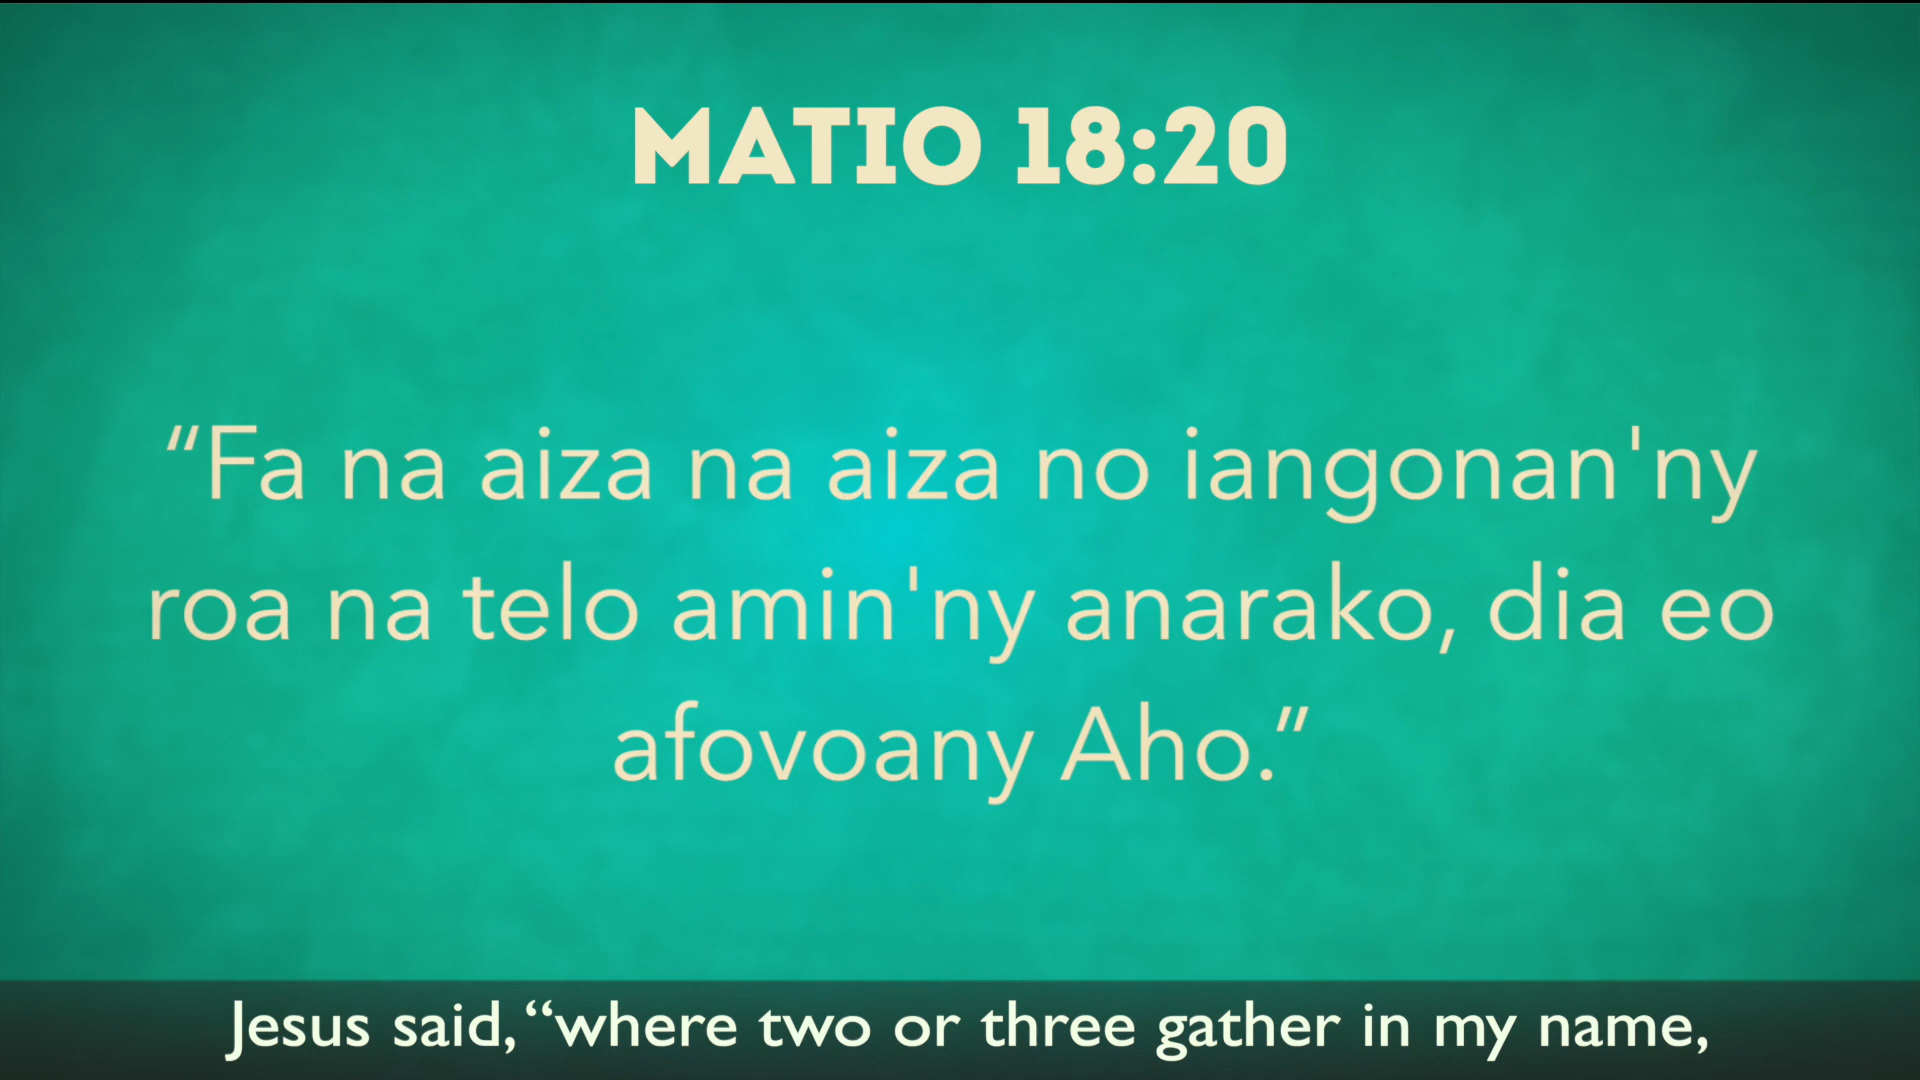 MATIO 18:20
“Fa na aiza na aiza no iangonan'ny
roa na telo amin'ny anarako, dia eo
afovoany Aho.”
Jesus said, “where two or three gather in my name,